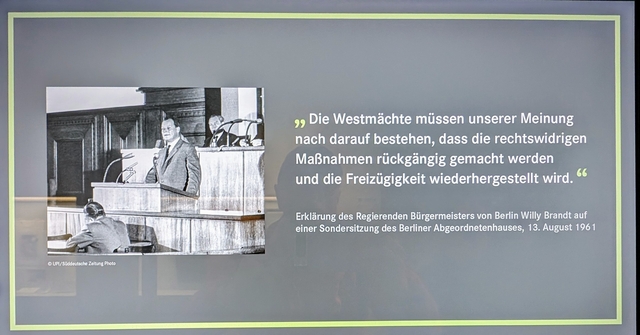 „ Die Westmächte müssen unserer Meinung
nach darauf bestehen, dass die rechtswidrigen
Maßnahmen rückgängig gemacht werden
und die Freizügigkeit wiederhergestellt wird. “
Erklärung des Regierenden Bürgermeisters von Berlin Willy Brandt auf
einer Sondersitzung des Berliner Abgeordnetenhauses, 13. August 1961
© UPI/Süddeutsche Zeitung Photo